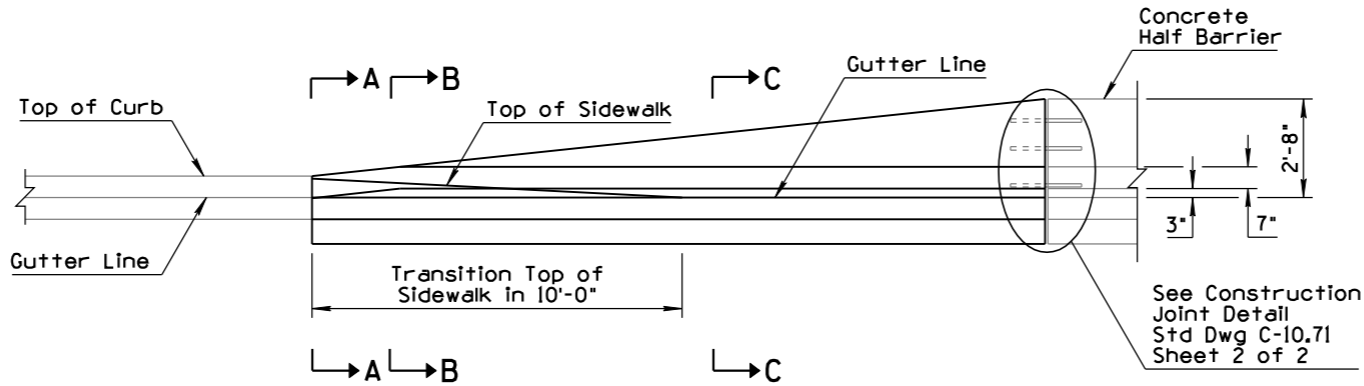 Concrete
Half Barrier
A
B
C
Gutter Line
Top of Curb
Top of Sidewalk
2'-8"
3"
7"
Gutter Line
Transition Top of
Sidewalk in 10'-0"
See Construction
Joint Detail
Std Dwg C-10.71
Sheet 2 of 2
A
B
C